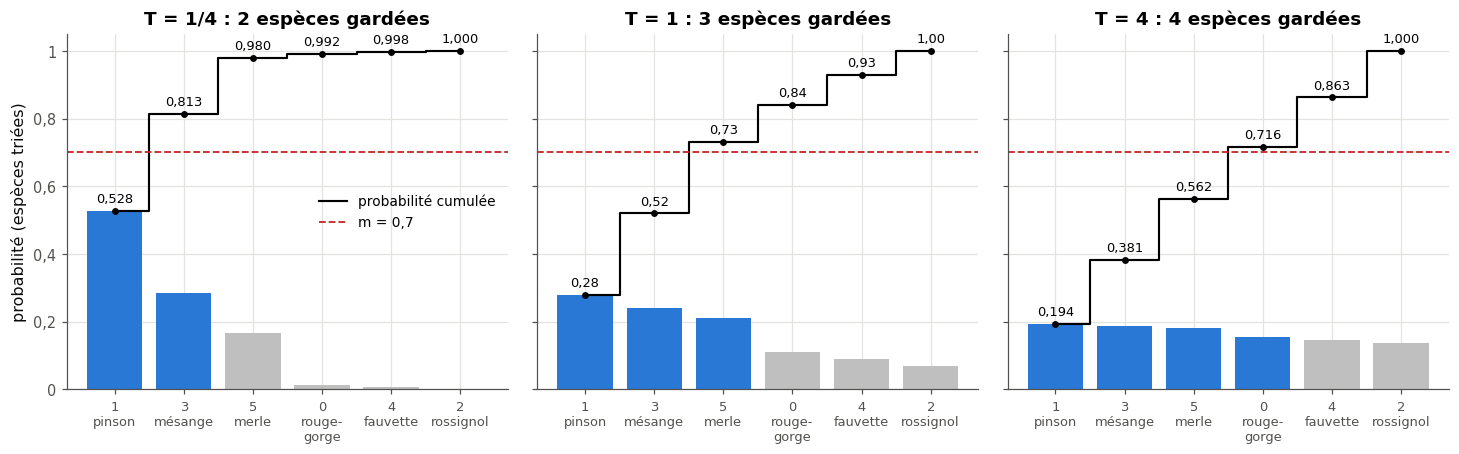 T = 1/4 : 2 espèces gardées
T = 1 : 3 espèces gardées
T = 4 : 4 espèces gardées
probabilité (espèces triées)
1
0,8
0,6
0,4
0,2
0
0,528
0,813
0,980
0,992
0,998
1,000
probabilité cumulée
m = 0,7
1
pinson
3
mésange
5
merle
0
rouge-
gorge
4
fauvette
2
rossignol
0,28
0,52
0,73
0,84
0,93
1,00
1
pinson
3
mésange
5
merle
0
rouge-
gorge
4
fauvette
2
rossignol
0,194
0,381
0,562
0,716
0,863
1,000
1
pinson
3
mésange
5
merle
0
rouge-
gorge
4
fauvette
2
rossignol